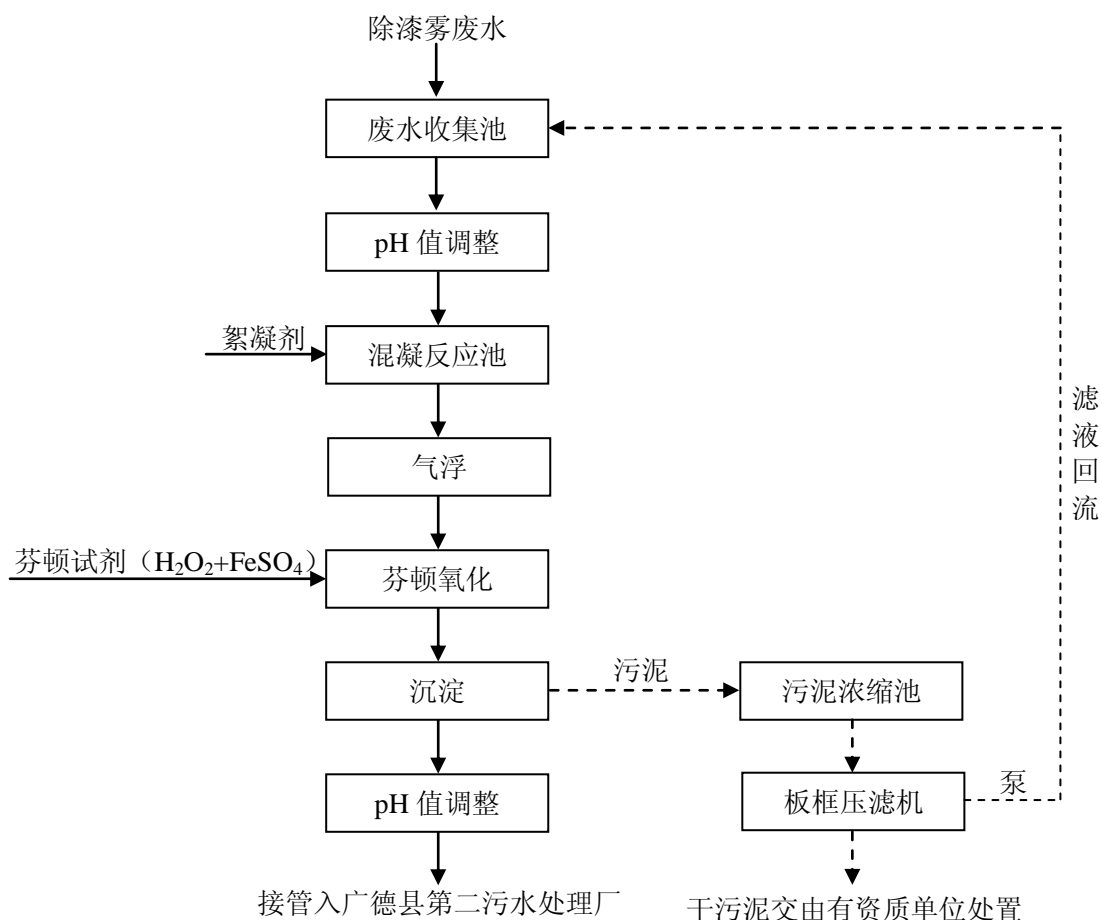 除漆雾废水
废水收集池
pH 值调整
絮凝剂
混凝反应池
气浮
芬顿试剂（H₂O₂+FeSO₄）
芬顿氧化
沉淀
污泥
污泥浓缩池
pH 值调整
板框压滤机
泵
滤液回流
接管入广德县第二污水处理厂
干污泥交由有资质单位处置